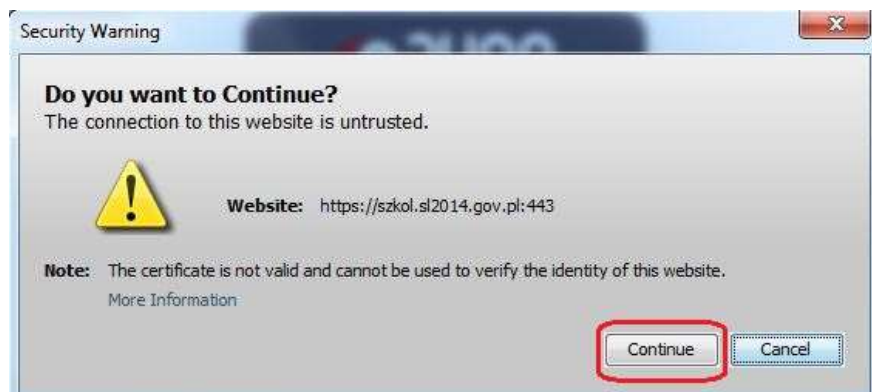 Security Warning
Do you want to Continue?
The connection to this website is untrusted.
Website: https://szkol.sl2014.gov.pl:443
Note: The certificate is not valid and cannot be used to verify the identity of this website.
More Information
Continue Cancel